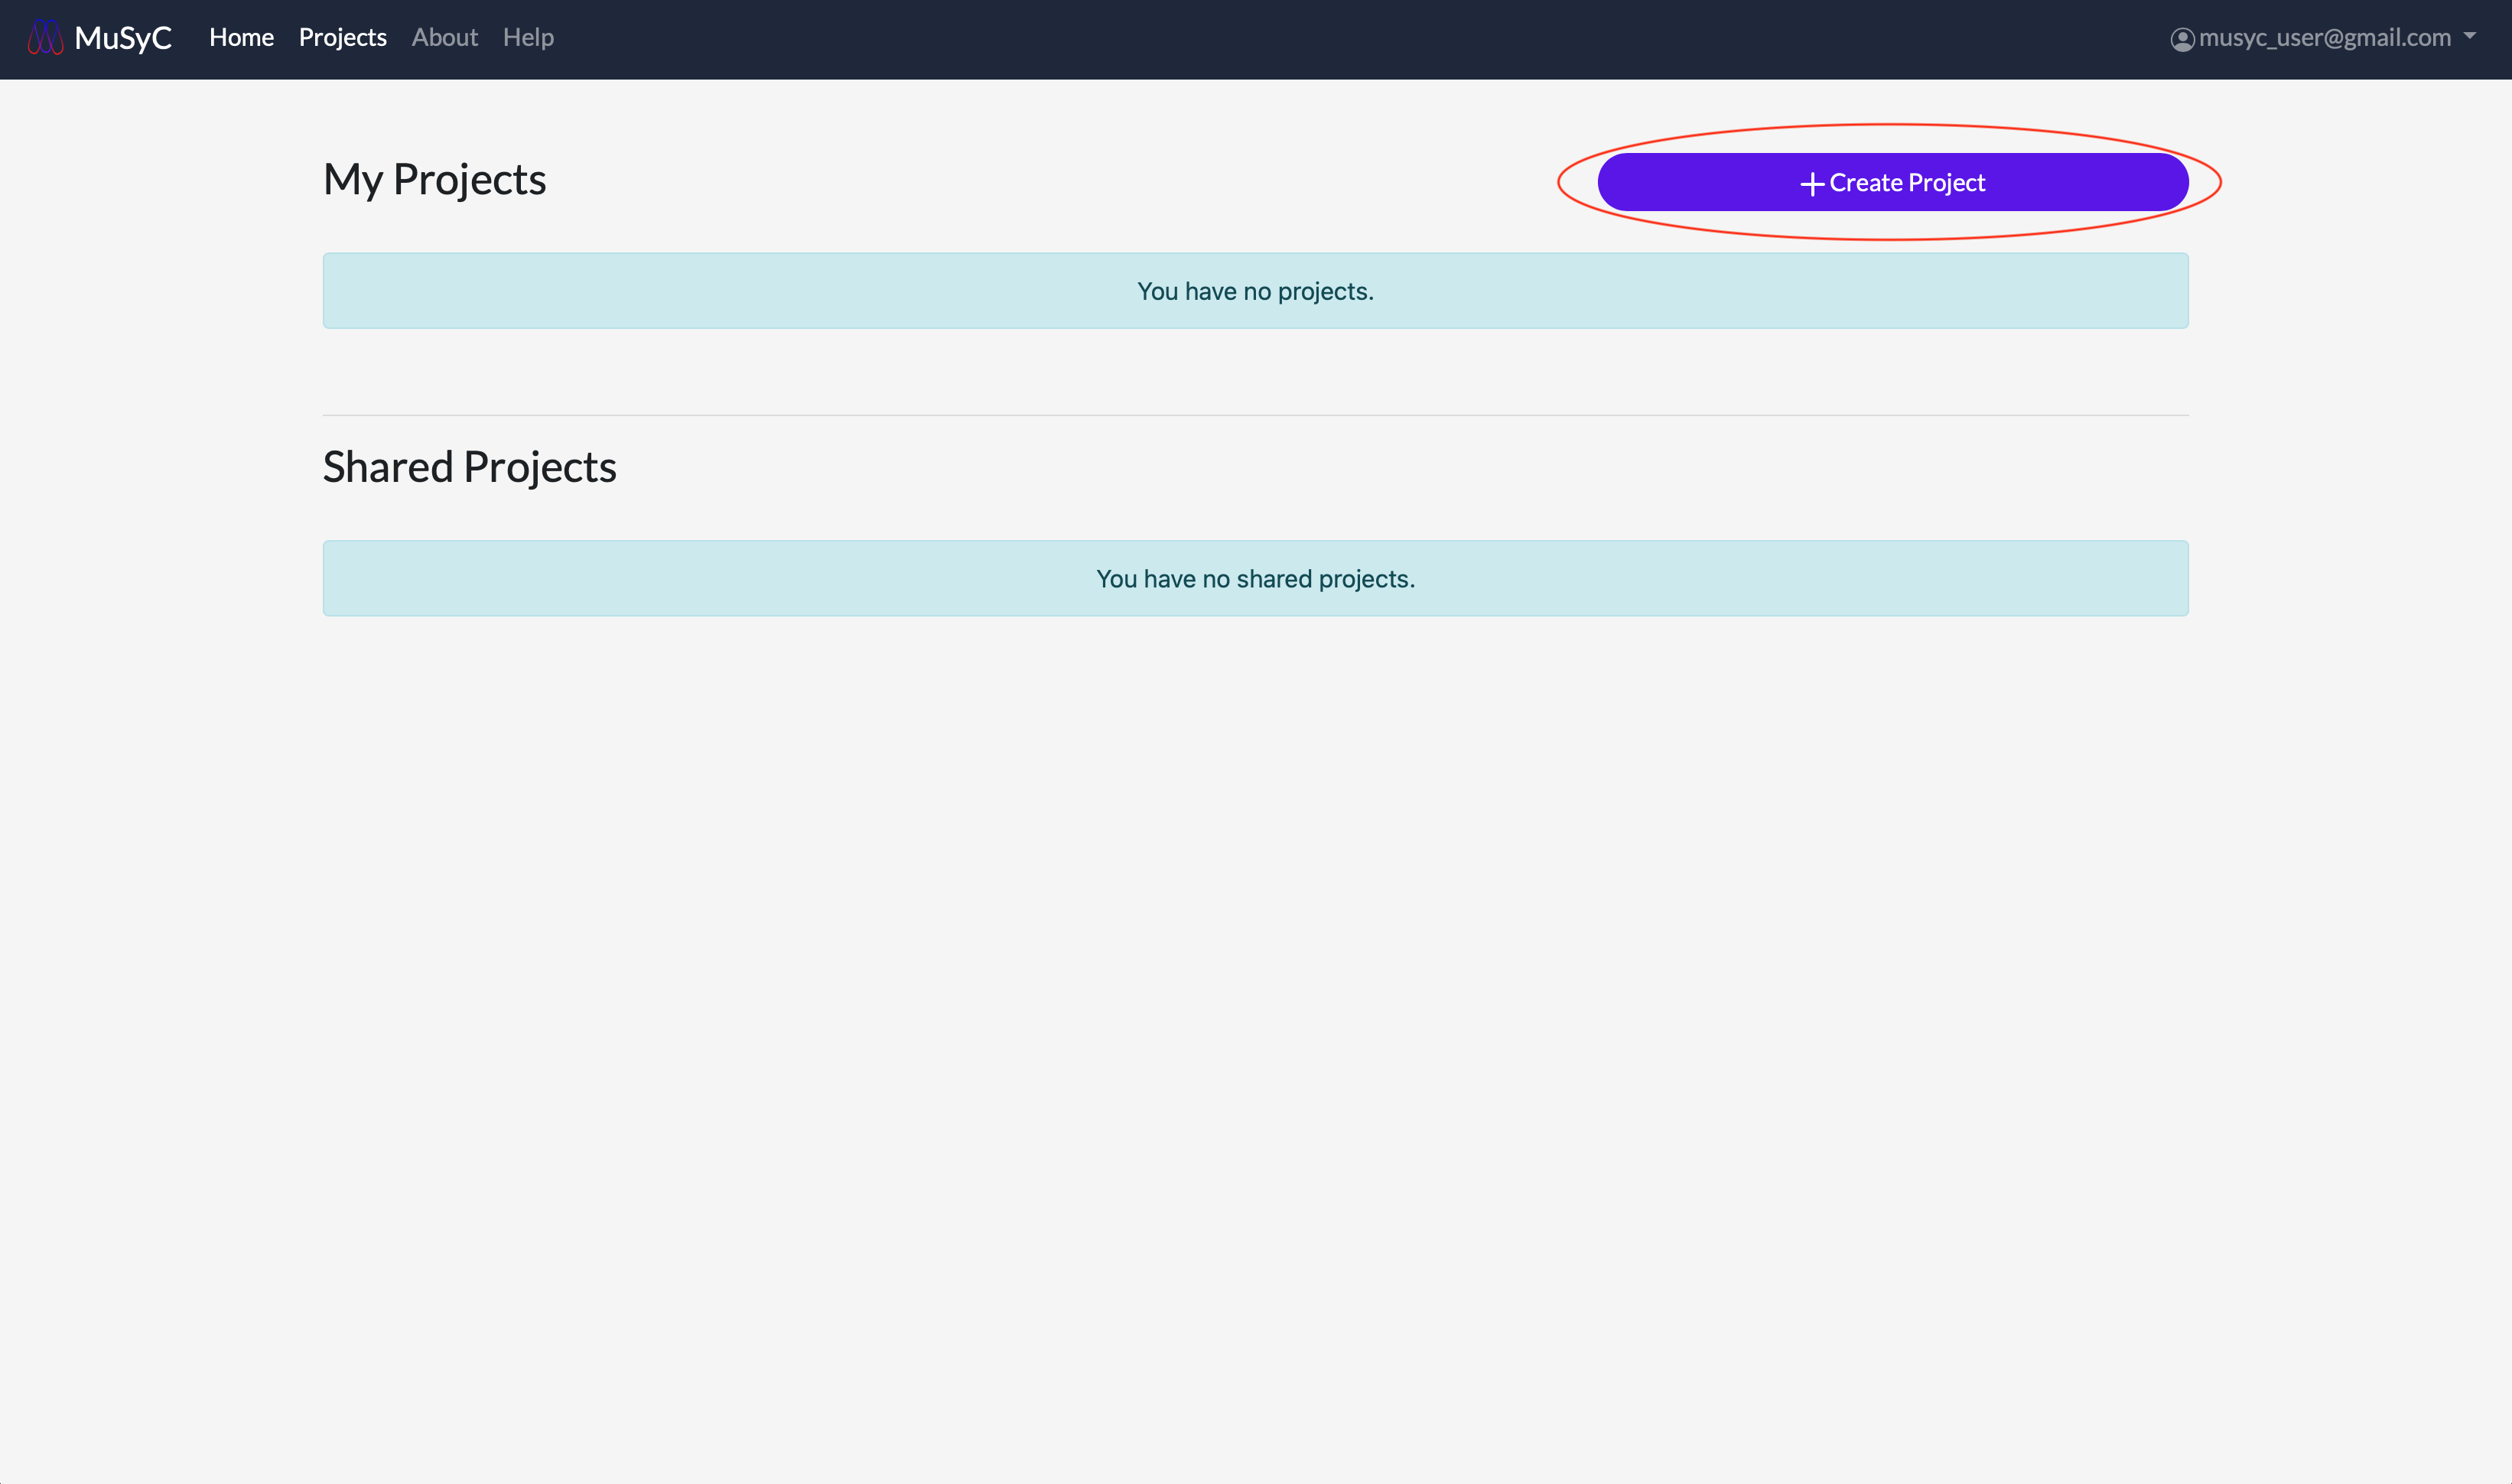 MuSyC Home Projects About Help musyc_user@gmail.com
My Projects
Create Project
You have no projects.
Shared Projects
You have no shared projects.